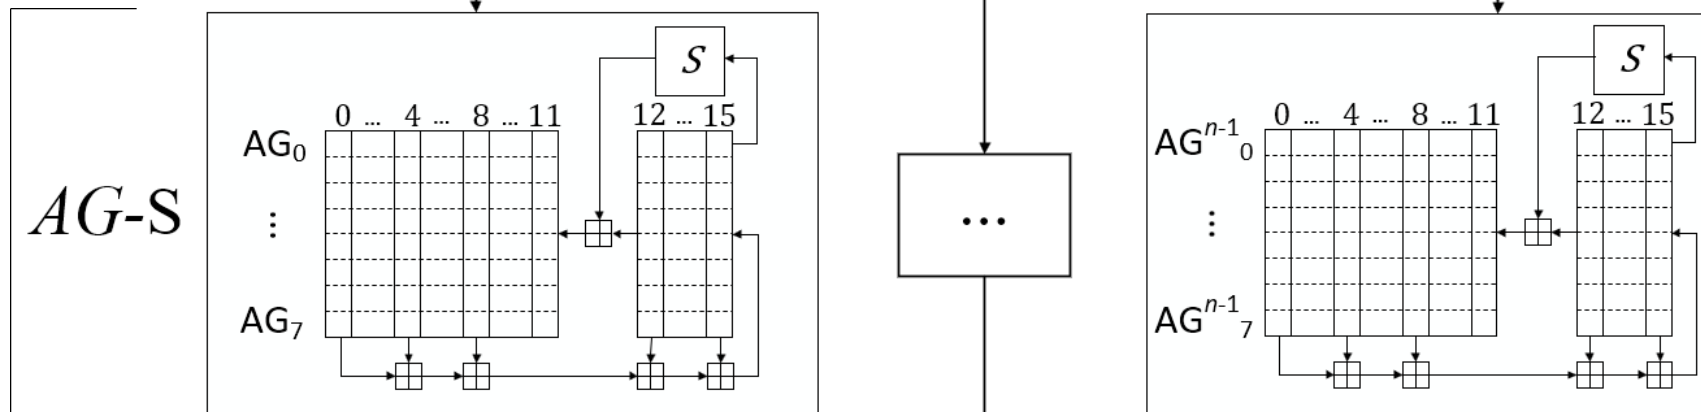 S
0 ... 4 ... 8 ... 11 12 ... 15
AG₀
⋮
AG₇
AG-S
...
S
0 ... 4 ... 8 ... 11 12 ... 15
AGⁿ⁻¹₀
⋮
AGⁿ⁻¹₇